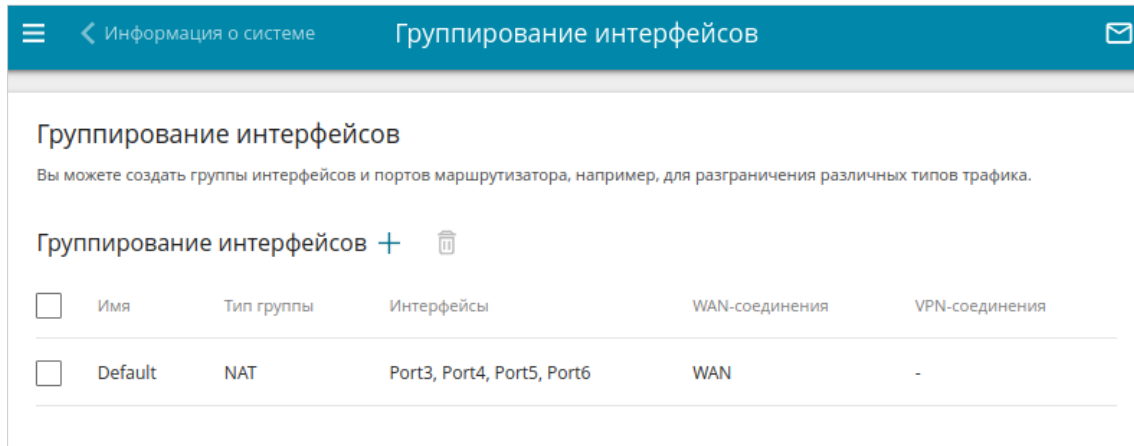 Информация о системе Группирование интерфейсов
Группирование интерфейсов
Вы можете создать группы интерфейсов и портов маршрутизатора, например, для разграничения различных типов трафика.
Группирование интерфейсов
Имя Тип группы Интерфейсы WAN-соединения VPN-соединения
Default NAT Port3, Port4, Port5, Port6 WAN -